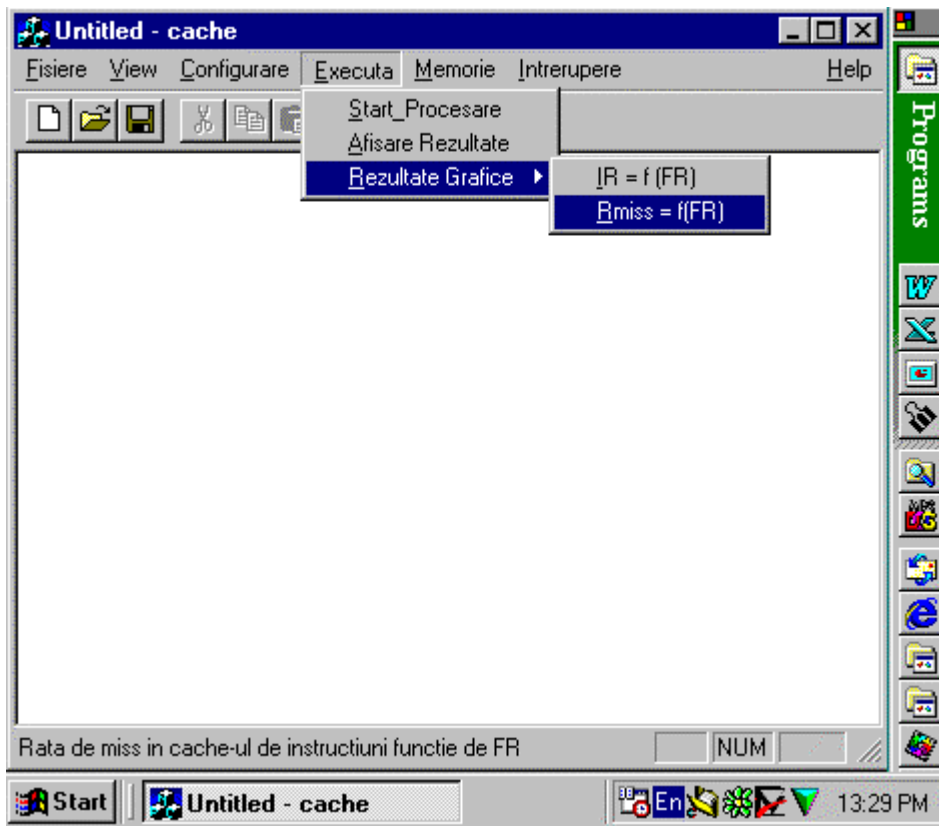 Untitled - cache
Fisiere View Configurare Executa Memorie Intrerupere Help
Start_Procesare
Afisare Rezultate
Rezultate Grafice
IR = f (FR)
Rmiss = f(FR)
Programs
Rata de miss in cache-ul de instructiuni functie de FR
NUM
Start
Untitled - cache
En
13:29 PM